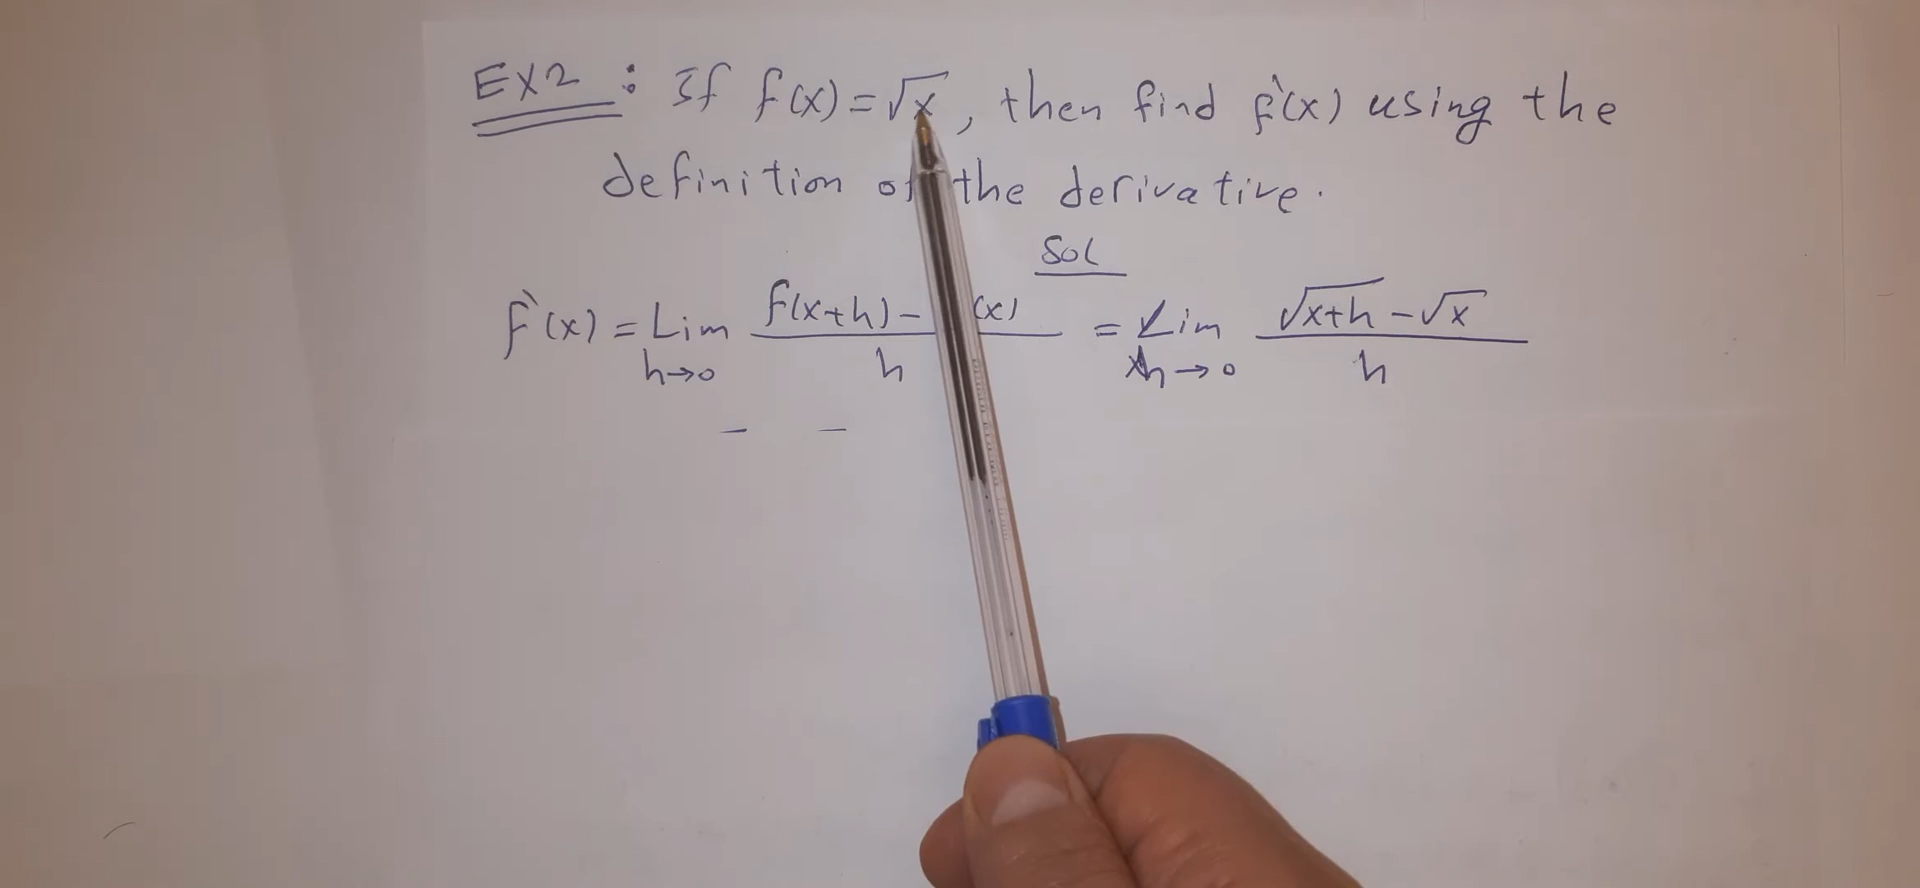 EX2 : If f(x) = √x , then find f`(x) using the
definition of the derivative.
Sol
f`(x) = Lim h→0 f(x+h) - (x) / h = Lim h→0 √x+h - √x / h